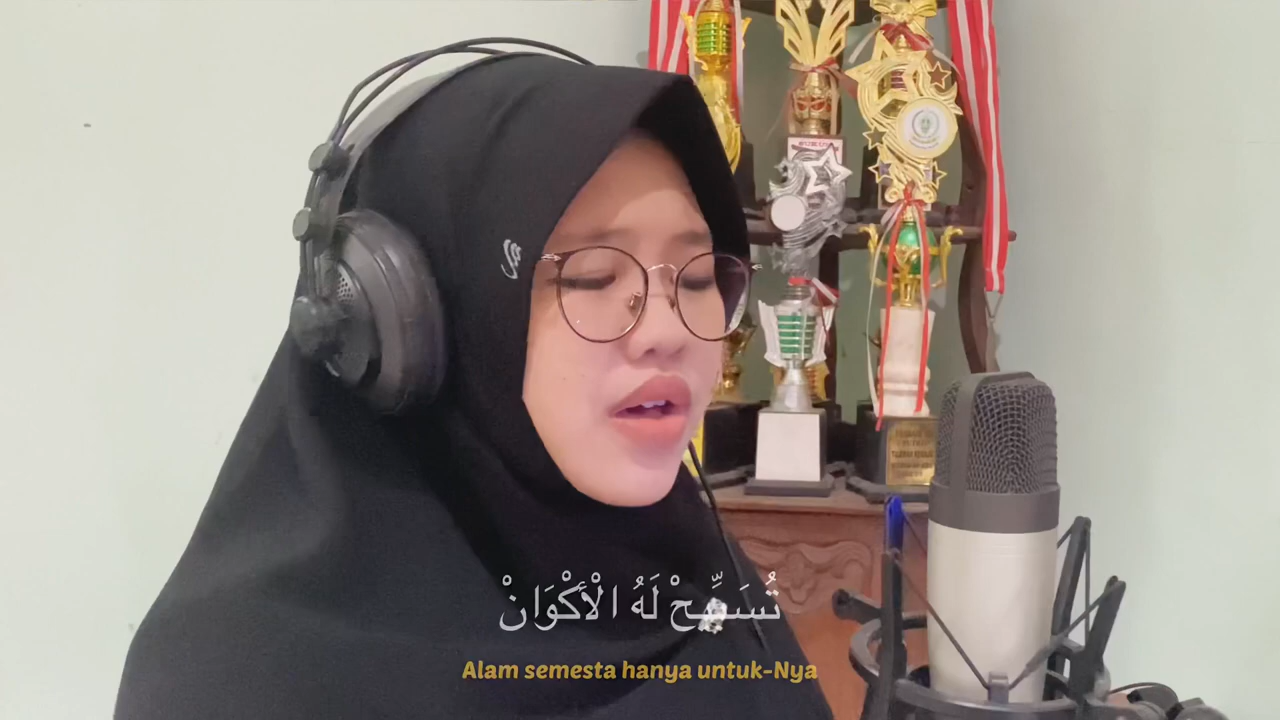 تُسَبِّحْ لَهُ الْأَكْوَانْ
Alam semesta hanya untuk-Nya